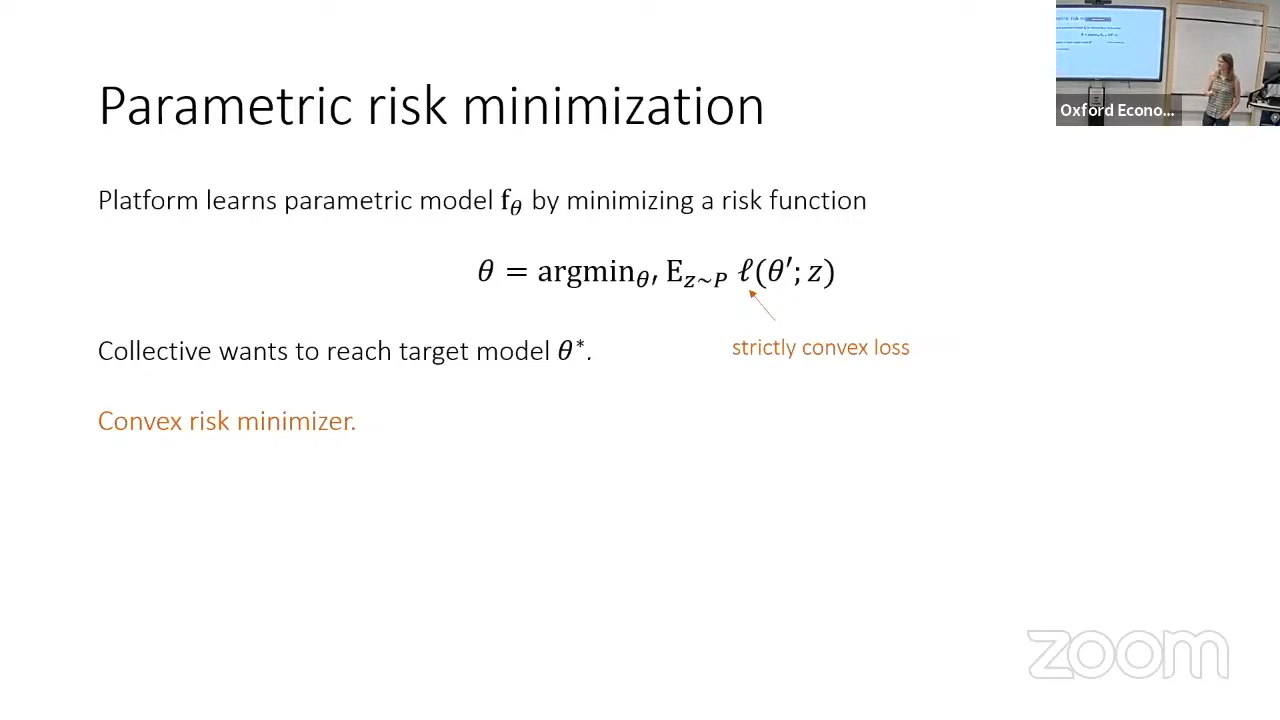 Parametric risk minimization
Oxford Econo...
Platform learns parametric model f_θ by minimizing a risk function
θ = argmin_θ′ E_{z~P} ℓ(θ′; z)
strictly convex loss
Collective wants to reach target model θ*.
Convex risk minimizer.
zoom